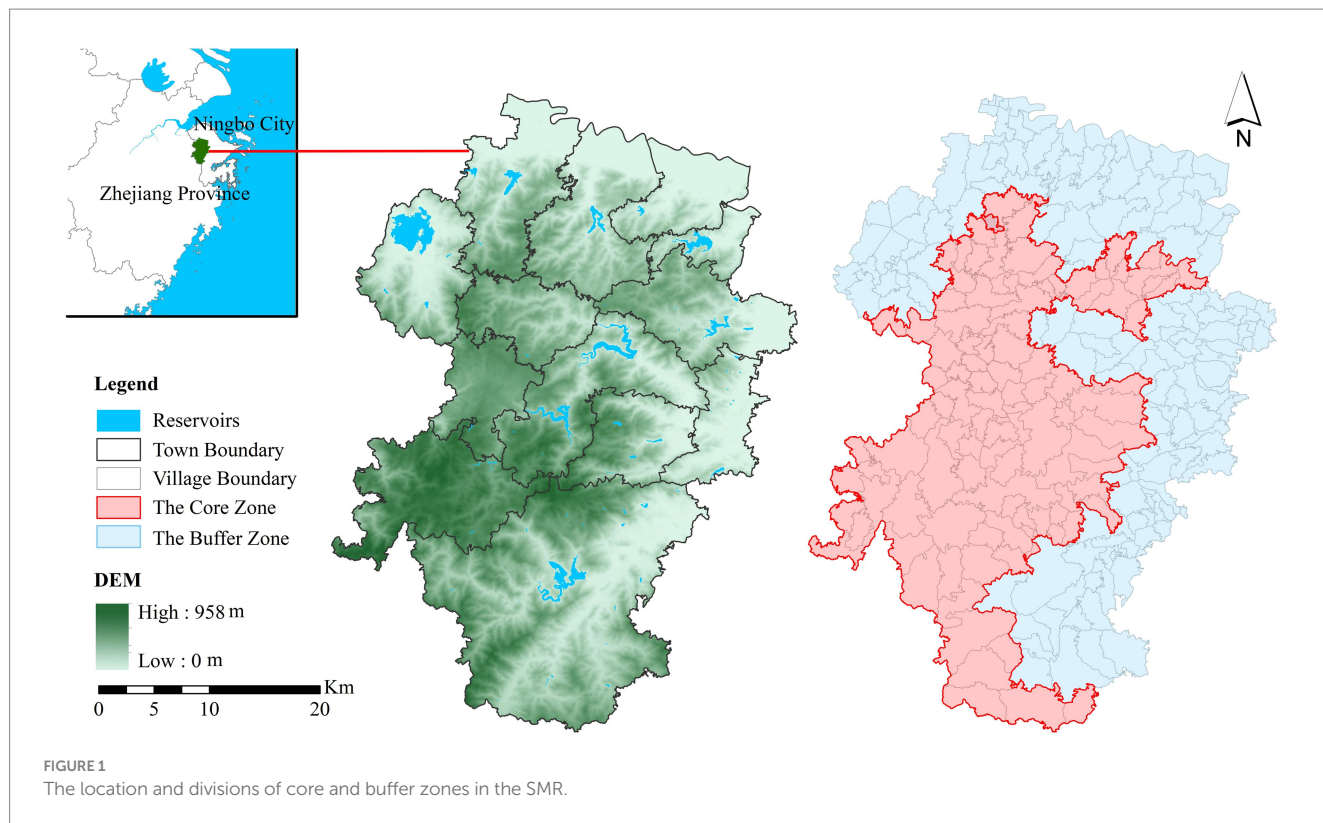 Ningbo City
Zhejiang Province
N
Legend
Reservoirs
Town Boundary
Village Boundary
The Core Zone
The Buffer Zone
DEM
High : 958 m
Low : 0 m
Km
0 5 10 20
FIGURE 1
The location and divisions of core and buffer zones in the SMR.